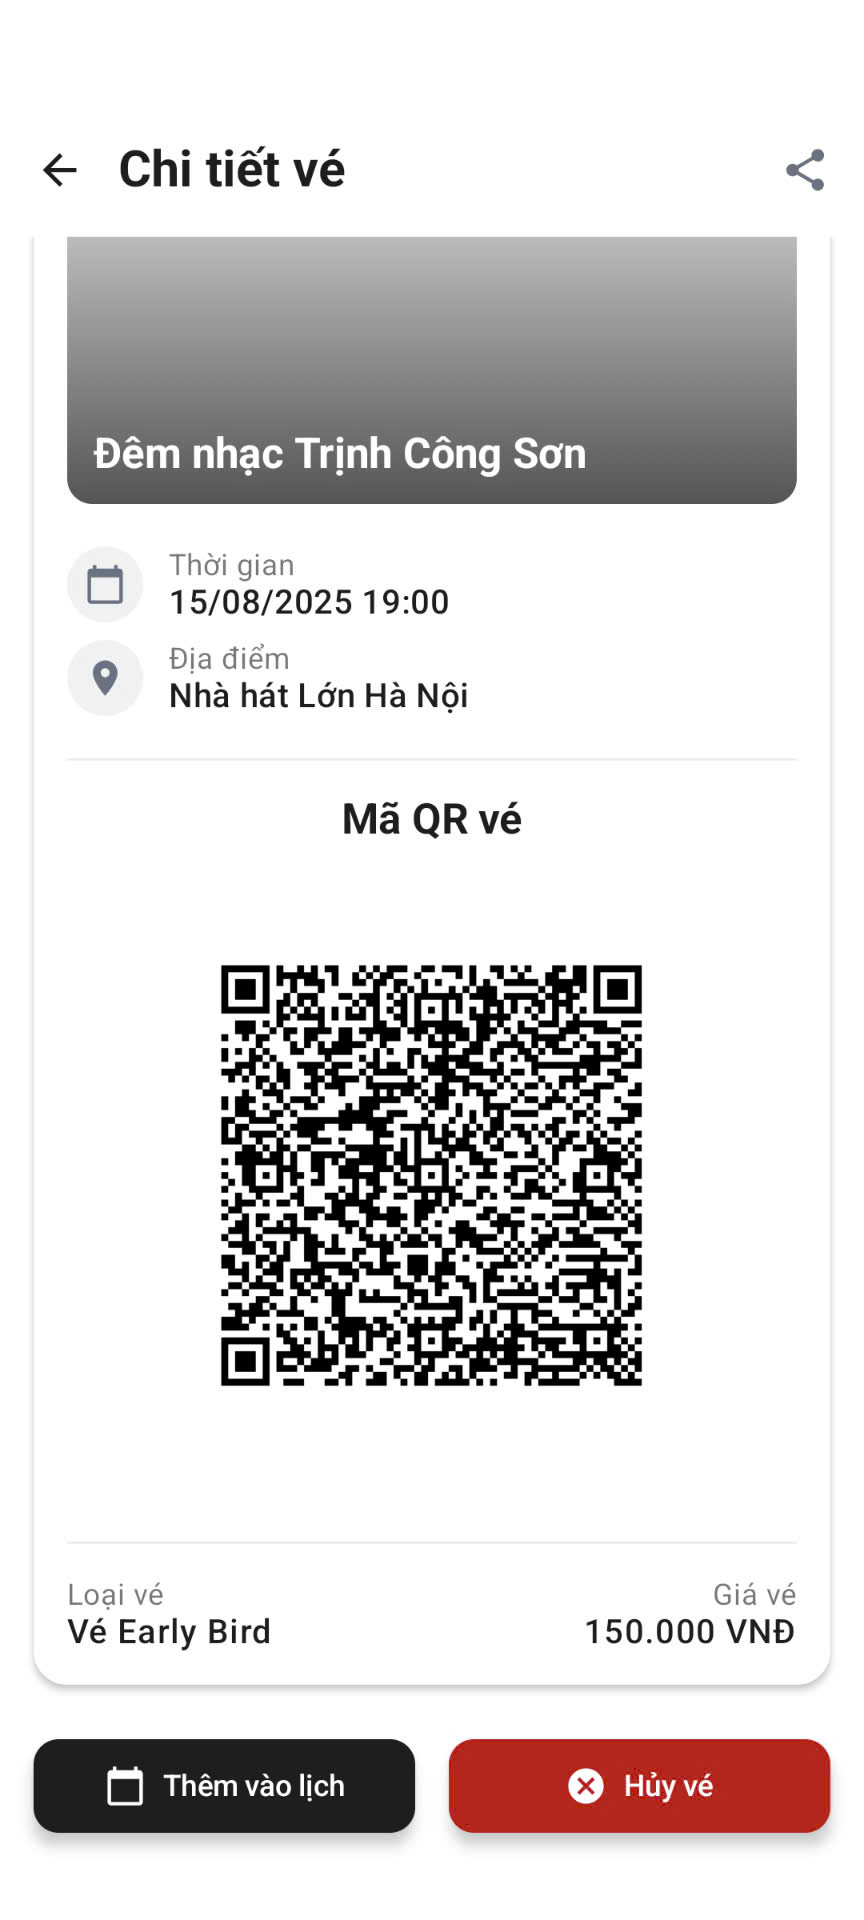 Chi tiết vé
Đêm nhạc Trịnh Công Sơn
Thời gian
15/08/2025 19:00
Địa điểm
Nhà hát Lớn Hà Nội
Mã QR vé
Loại vé
Giá vé
Vé Early Bird
150.000 VNĐ
Thêm vào lịch
Hủy vé